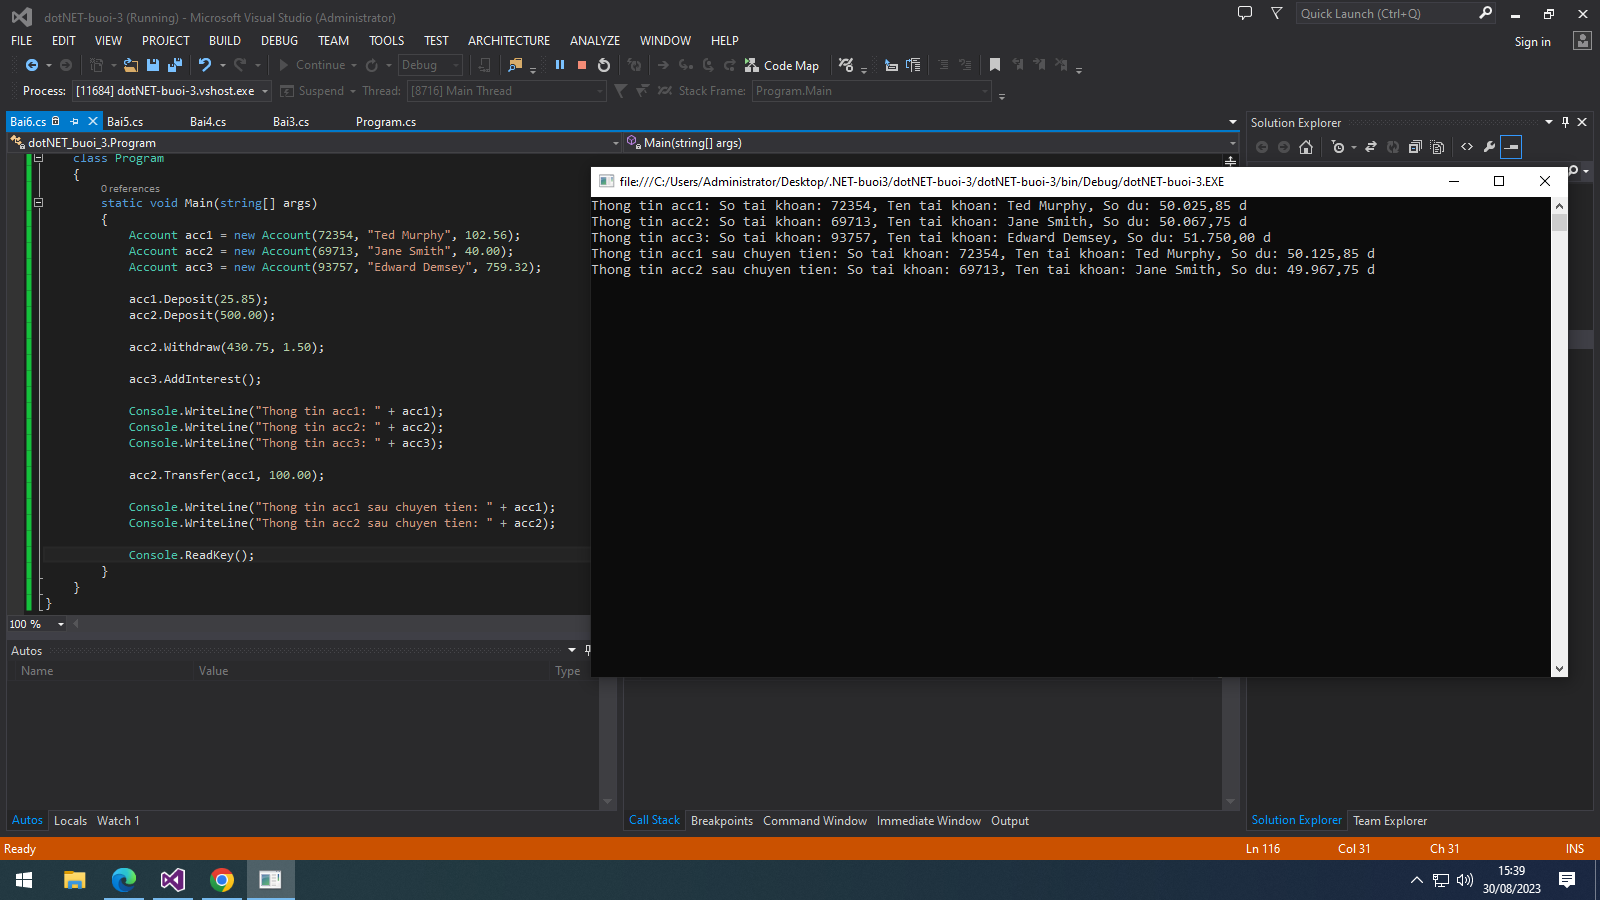 dotNET-buoi-3 (Running) - Microsoft Visual Studio (Administrator)
Quick Launch (Ctrl+Q)
FILE EDIT VIEW PROJECT BUILD DEBUG TEAM TOOLS TEST ARCHITECTURE ANALYZE WINDOW HELP
Sign in
Continue Debug Code Map
Process: [11684] dotNET-buoi-3.vshost.exe Suspend Thread: [8716] Main Thread Stack Frame: Program.Main
Bai6.cs Bai5.cs Bai4.cs Bai3.cs Program.cs
Solution Explorer
dotNET_buoi_3.Program Main(string[] args)
class Program
{
0 references
static void Main(string[] args)
{
Account acc1 = new Account(72354, "Ted Murphy", 102.56);
Account acc2 = new Account(69713, "Jane Smith", 40.00);
Account acc3 = new Account(93757, "Edward Demsey", 759.32);
acc1.Deposit(25.85);
acc2.Deposit(500.00);
acc2.Withdraw(430.75, 1.50);
acc3.AddInterest();
Console.WriteLine("Thong tin acc1: " + acc1);
Console.WriteLine("Thong tin acc2: " + acc2);
Console.WriteLine("Thong tin acc3: " + acc3);
acc2.Transfer(acc1, 100.00);
Console.WriteLine("Thong tin acc1 sau chuyen tien: " + acc1);
Console.WriteLine("Thong tin acc2 sau chuyen tien: " + acc2);
Console.ReadKey();
}
}
}
100 %
file:///C:/Users/Administrator/Desktop/.NET-buoi3/dotNET-buoi-3/dotNET-buoi-3/bin/Debug/dotNET-buoi-3.EXE
Thong tin acc1: So tai khoan: 72354, Ten tai khoan: Ted Murphy, So du: 50.025,85 d
Thong tin acc2: So tai khoan: 69713, Ten tai khoan: Jane Smith, So du: 50.067,75 d
Thong tin acc3: So tai khoan: 93757, Ten tai khoan: Edward Demsey, So du: 51.750,00 d
Thong tin acc1 sau chuyen tien: So tai khoan: 72354, Ten tai khoan: Ted Murphy, So du: 50.125,85 d
Thong tin acc2 sau chuyen tien: So tai khoan: 69713, Ten tai khoan: Jane Smith, So du: 49.967,75 d
Autos
Name Value Type
Autos Locals Watch 1
Call Stack Breakpoints Command Window Immediate Window Output
Solution Explorer Team Explorer
Ready Ln 116 Col 31 Ch 31 INS
15:39
30/08/2023